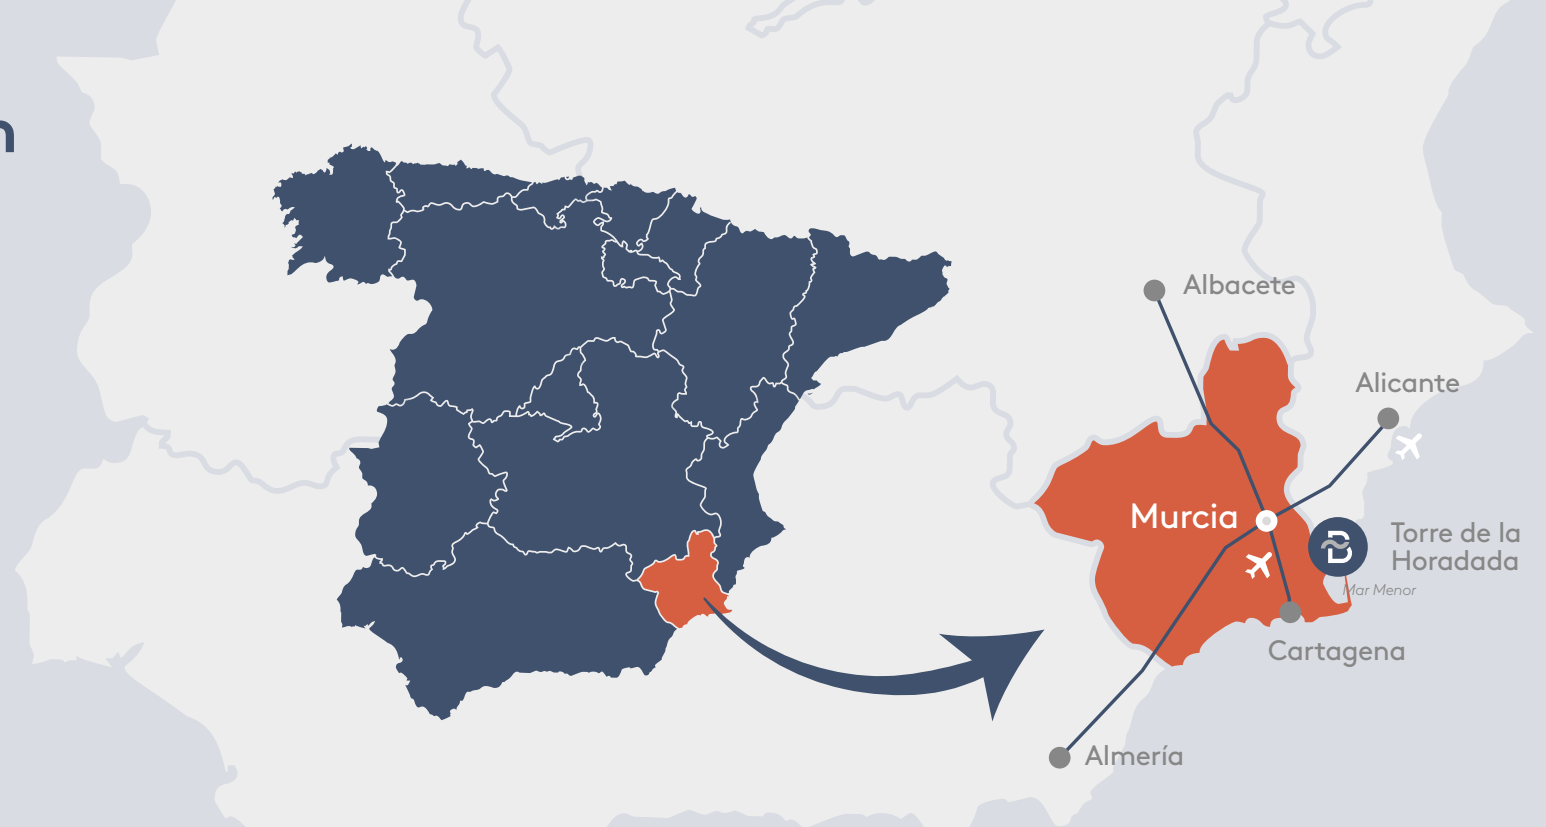 n
Albacete
Alicante
Murcia
B
Torre de la
Horadada
Mar Menor
Cartagena
Almería